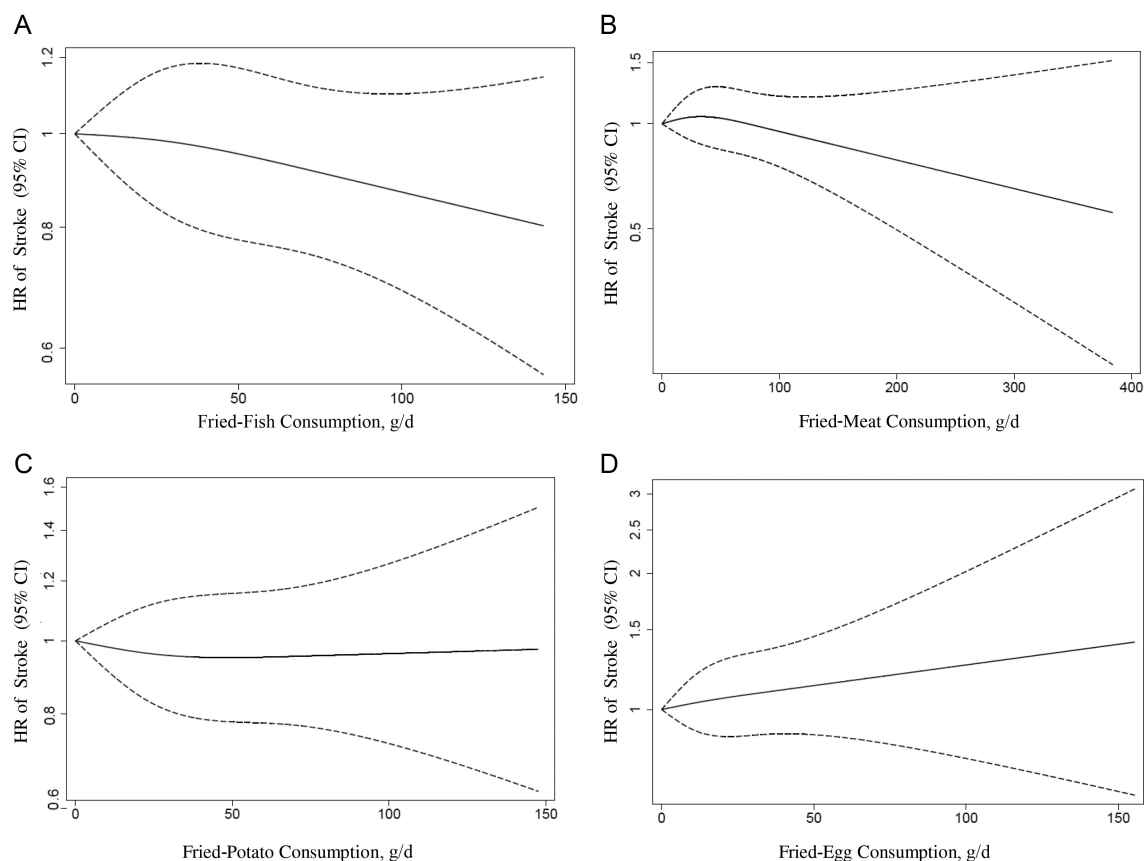 A
HR of Stroke (95% CI)
1.2
1
0.8
0.6
0 50 100 150
Fried-Fish Consumption, g/d
B
HR of Stroke (95% CI)
1.5
1
0.5
0 100 200 300 400
Fried-Meat Consumption, g/d
C
HR of Stroke (95% CI)
1.6
1.4
1.2
1
0.8
0.6
0 50 100 150
Fried-Potato Consumption, g/d
D
HR of Stroke (95% CI)
3
2.5
2
1.5
1
0 50 100 150
Fried-Egg Consumption, g/d